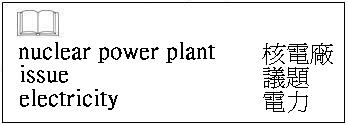 nuclear power plant 核電廠
issue 議題
electricity 電力